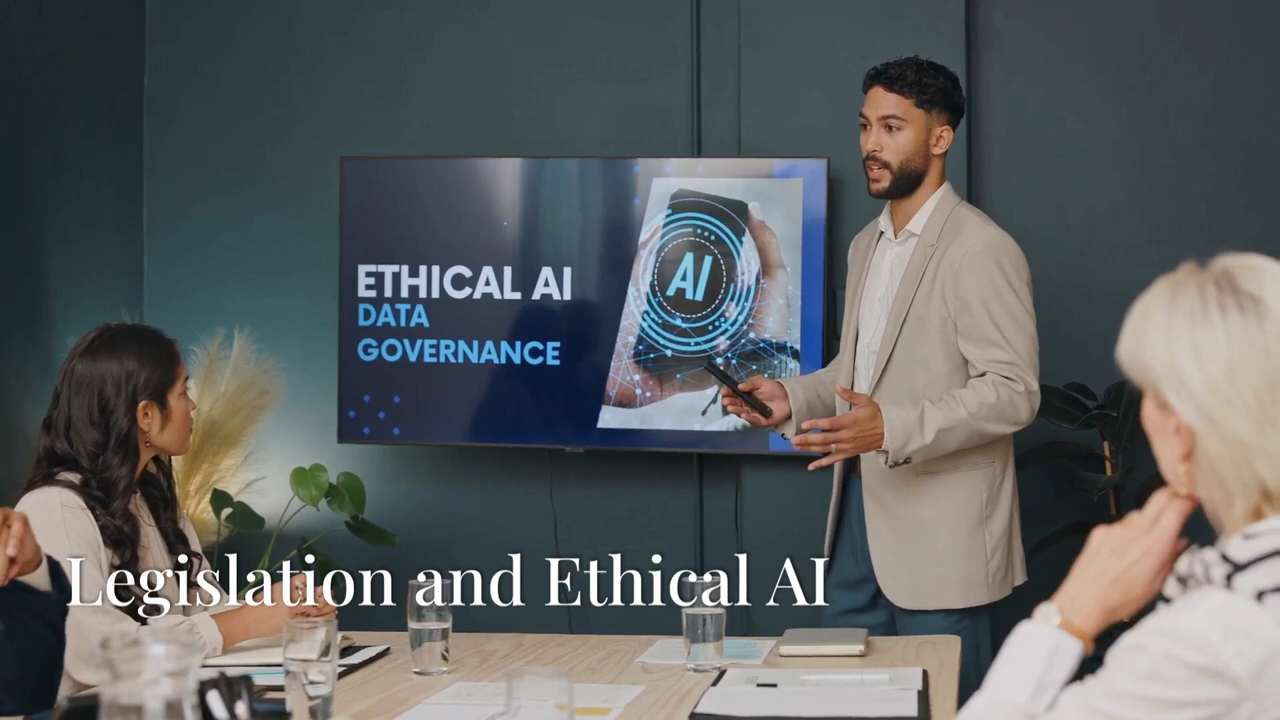 ETHICAL AI
DATA
GOVERNANCE
AI
Legislation and Ethical AI